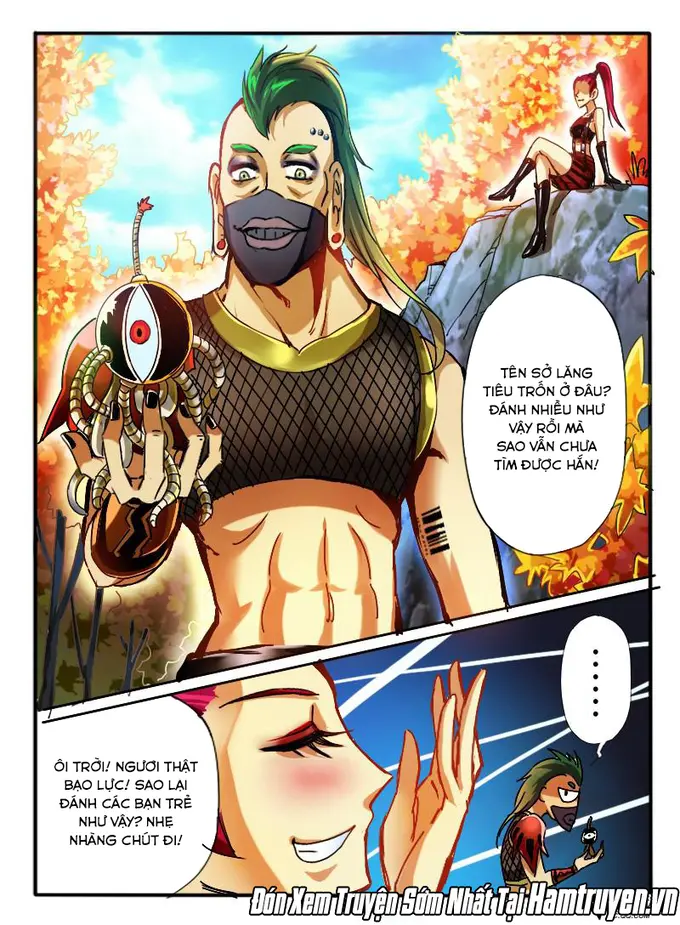 TÊN SỞ LĂNG
TIÊU TRỐN Ở ĐÂU?
ĐÁNH NHIỀU NHƯ
VẬY RỒI MÀ
SAO VẪN CHƯA
TÌM ĐƯỢC HẮN!
......
ÔI TRỜI! NGƯƠI THẬT
BẠO LỰC! SAO LẠI
ĐÁNH CÁC BẠN TRẺ
NHƯ VẬY? NHẸ
NHÀNG CHÚT ĐI!
Đón Xem Truyện Sớm Nhất Tại Hamtruyen.vn